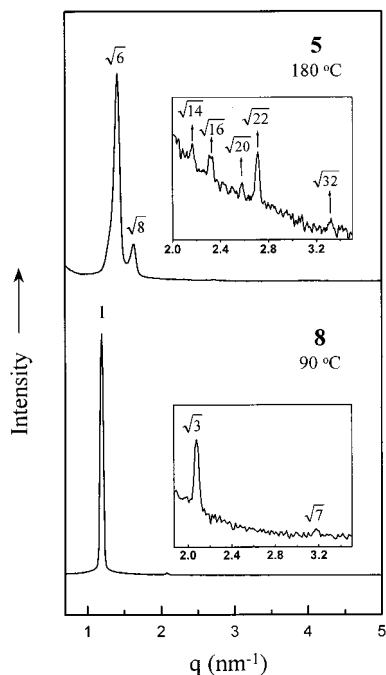 5
180 °C
√6
√8
√14
√16
√20
√22
√32
2.0 2.4 2.8 3.2
8
90 °C
1
√3
√7
2.0 2.4 2.8 3.2
Intensity
1 2 3 4 5
q (nm-1)